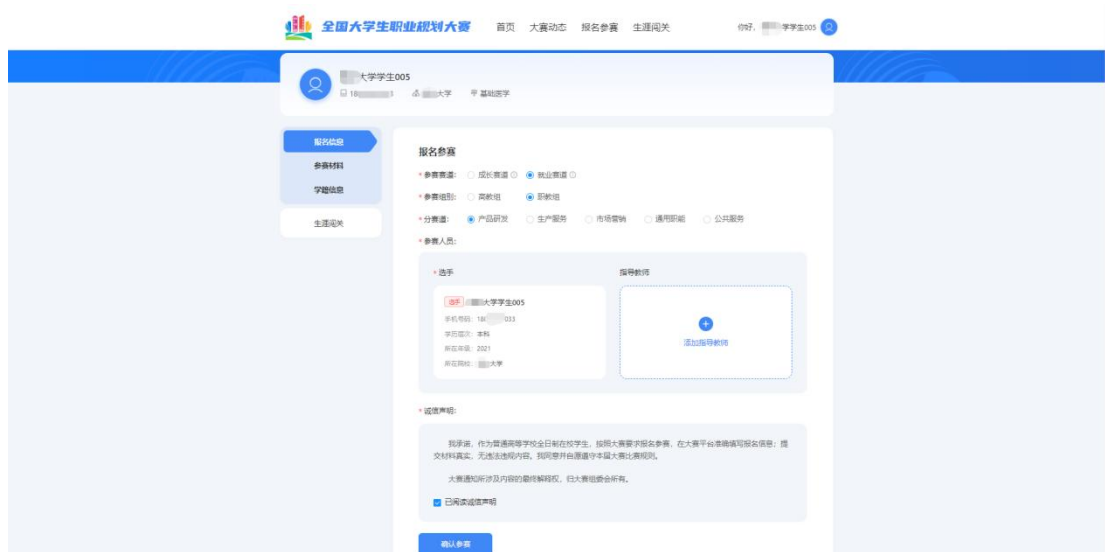 全国大学生职业规划大赛
首页 大赛动态 报名参赛 生涯闯关
你好， 学学生005
大学学生005
18 3 大学 基础医学
报名信息
参赛材料
学籍信息
生涯闯关
报名参赛
* 参赛赛道： 成长赛道 就业赛道
* 参赛组别： 高教组 职教组
* 分赛道： 产品研发 生产服务 市场营销 通用职能 公共服务
* 参赛人员：
* 选手 指导教师
选手 大学学生005
手机号码： 18 033
学历层次： 本科
所在年级： 2021
所在院校： 大学
添加指导教师
* 诚信声明：
我承诺，作为普通高等学校全日制在校学生，按照大赛要求报名参赛，在大赛平台准确填写报名信息；提
交材料真实，无违法违规内容。我同意并自愿遵守本届大赛比赛规则。
大赛通知所涉及内容的最终解释权，归大赛组委会所有。
已阅读诚信声明
确认参赛